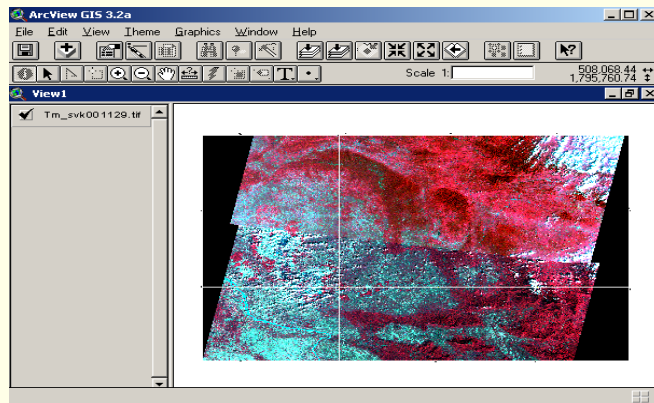 ArcView GIS 3.2a
File Edit View Theme Graphics Window Help
Scale 1:
508,068.44
1,795,760.74
View1
Tm_svk001129.tif